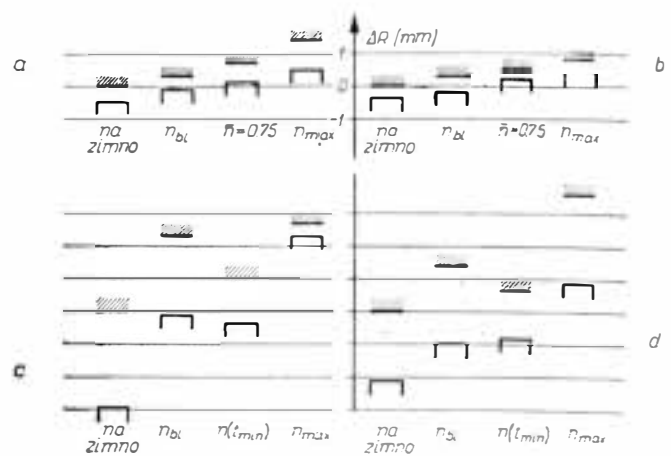 a
ΔR (mm)
1
0
-1
b
na zimno
n_bl
n̄=0,75
n_max
na zimno
n_bl
n̄=0,75
n_max
c
d
na zimno
n_bl
n(t_min)
n_max
na zimno
n_bl
n(t_min)
n_max